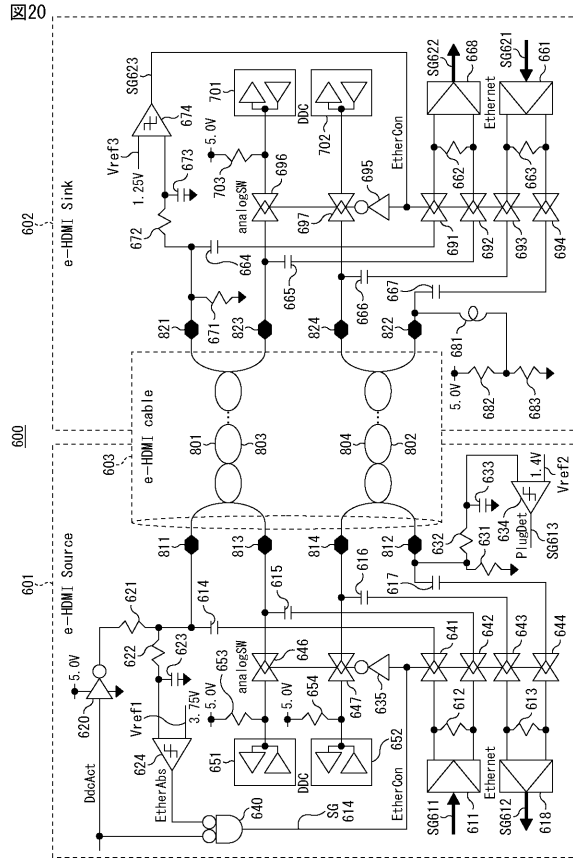 図20
600
601
e-HDMI Source
602
e-HDMI Sink
603
e-HDMI cable
SG623
674
Vref3
1.25V
673
672
664
671
821
823
824
822
701
DDC
702
5.0V
703
696
analogSW
697
695
EtherCon
665
666
667
681
5.0V
682
683
SG622
668
SG621
661
Ethernet
662
663
691
692
693
694
801
803
804
802
811
813
814
812
621
622
623
614
615
616
617
5.0V
620
Vref1
3.75V
624
DdcAct
EtherAbs
640
SG
614
5.0V
653
analogSW
646
5.0V
654
647
635
651
DDC
652
EtherCon
641
642
643
644
612
613
SG611
611
Ethernet
SG612
618
632
631
633
634
1.4V
Vref2
PlugDet
SG613